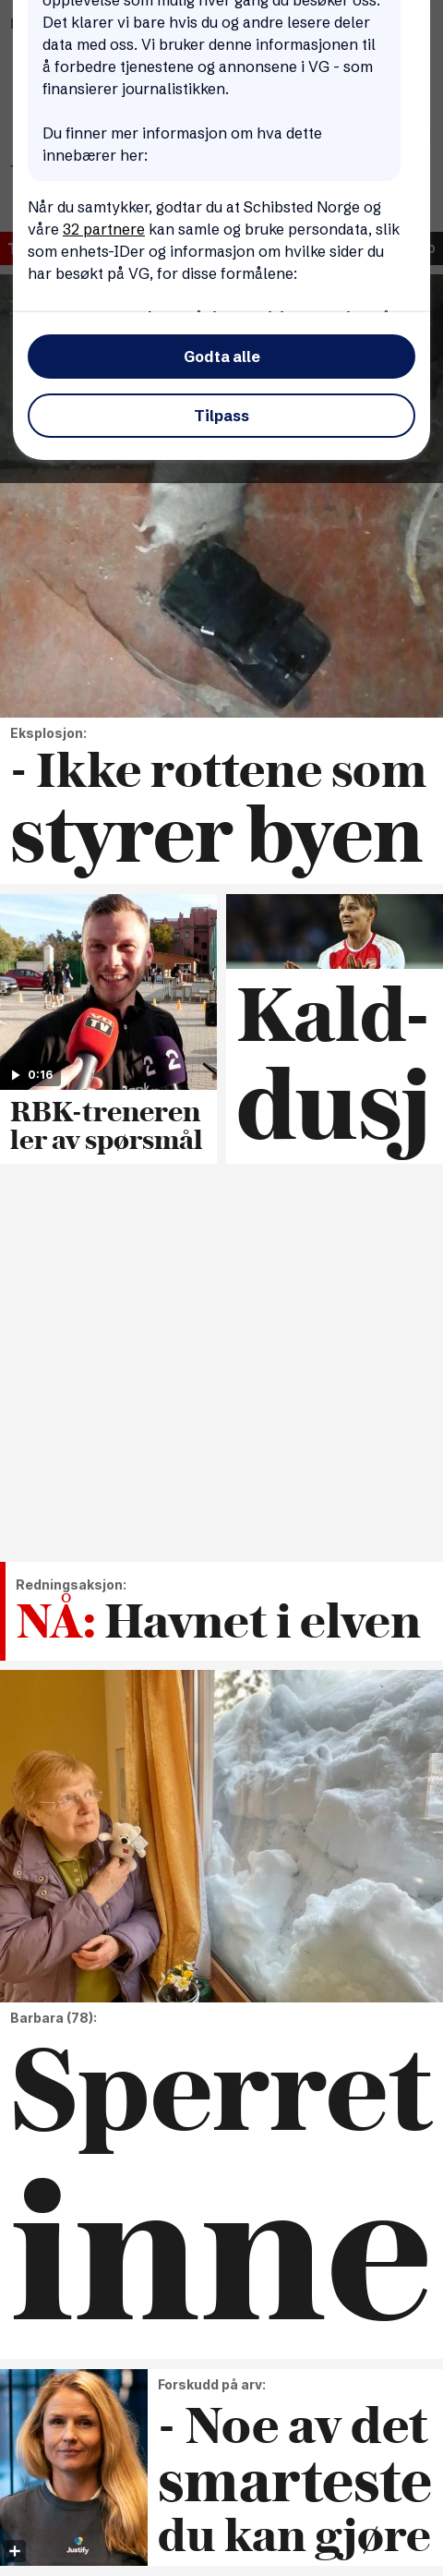 opplevelse som mulig hver gang du besøker oss.
Det klarer vi bare hvis du og andre lesere deler
data med oss. Vi bruker denne informasjonen til
å forbedre tjenestene og annonsene i VG - som
finansierer journalistikken.
Du finner mer informasjon om hva dette
innebærer her:
Når du samtykker, godtar du at Schibsted Norge og
våre 32 partnere kan samle og bruke persondata, slik
som enhets-IDer og informasjon om hvilke sider du
har besøkt på VG, for disse formålene:
Godta alle
Tilpass
Eksplosjon:
- Ikke rottene som
styrer byen
VG
TV
2
0:16
RBK-treneren
ler av spørsmål
Kald-
dusj
Redningsaksjon:
NÅ: Havnet i elven
Barbara (78):
Sperret
inne
Forskudd på arv:
- Noe av det
smarteste
du kan gjøre
Justify